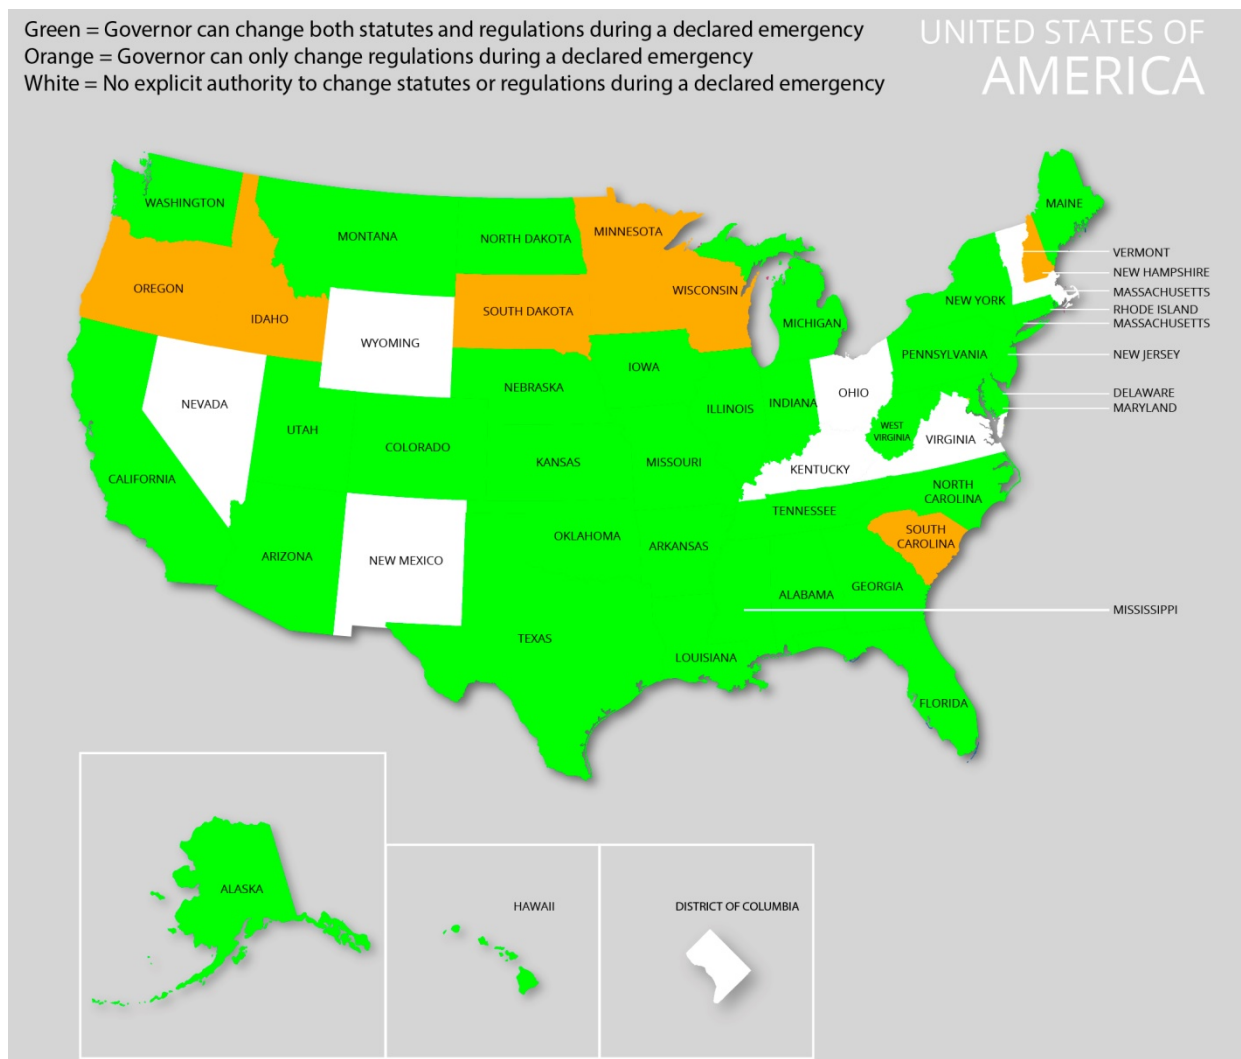 Green = Governor can change both statutes and regulations during a declared emergency
Orange = Governor can only change regulations during a declared emergency
White = No explicit authority to change statutes or regulations during a declared emergency
UNITED STATES OF
AMERICA
WASHINGTON
MONTANA
NORTH DAKOTA
MINNESOTA
MAINE
OREGON
IDAHO
WYOMING
SOUTH DAKOTA
WISCONSIN
MICHIGAN
NEW YORK
VERMONT
NEW HAMPSHIRE
MASSACHUSETTS
RHODE ISLAND
MASSACHUSETTS
NEW JERSEY
DELAWARE
MARYLAND
PENNSYLVANIA
NEVADA
UTAH
COLORADO
NEBRASKA
IOWA
ILLINOIS
INDIANA
OHIO
WEST
VIRGINIA
VIRGINIA
CALIFORNIA
KANSAS
MISSOURI
KENTUCKY
NORTH
CAROLINA
TENNESSEE
SOUTH
CAROLINA
ARIZONA
NEW MEXICO
OKLAHOMA
ARKANSAS
ALABAMA
GEORGIA
MISSISSIPPI
TEXAS
LOUISIANA
FLORIDA
ALASKA
HAWAII
DISTRICT OF COLUMBIA